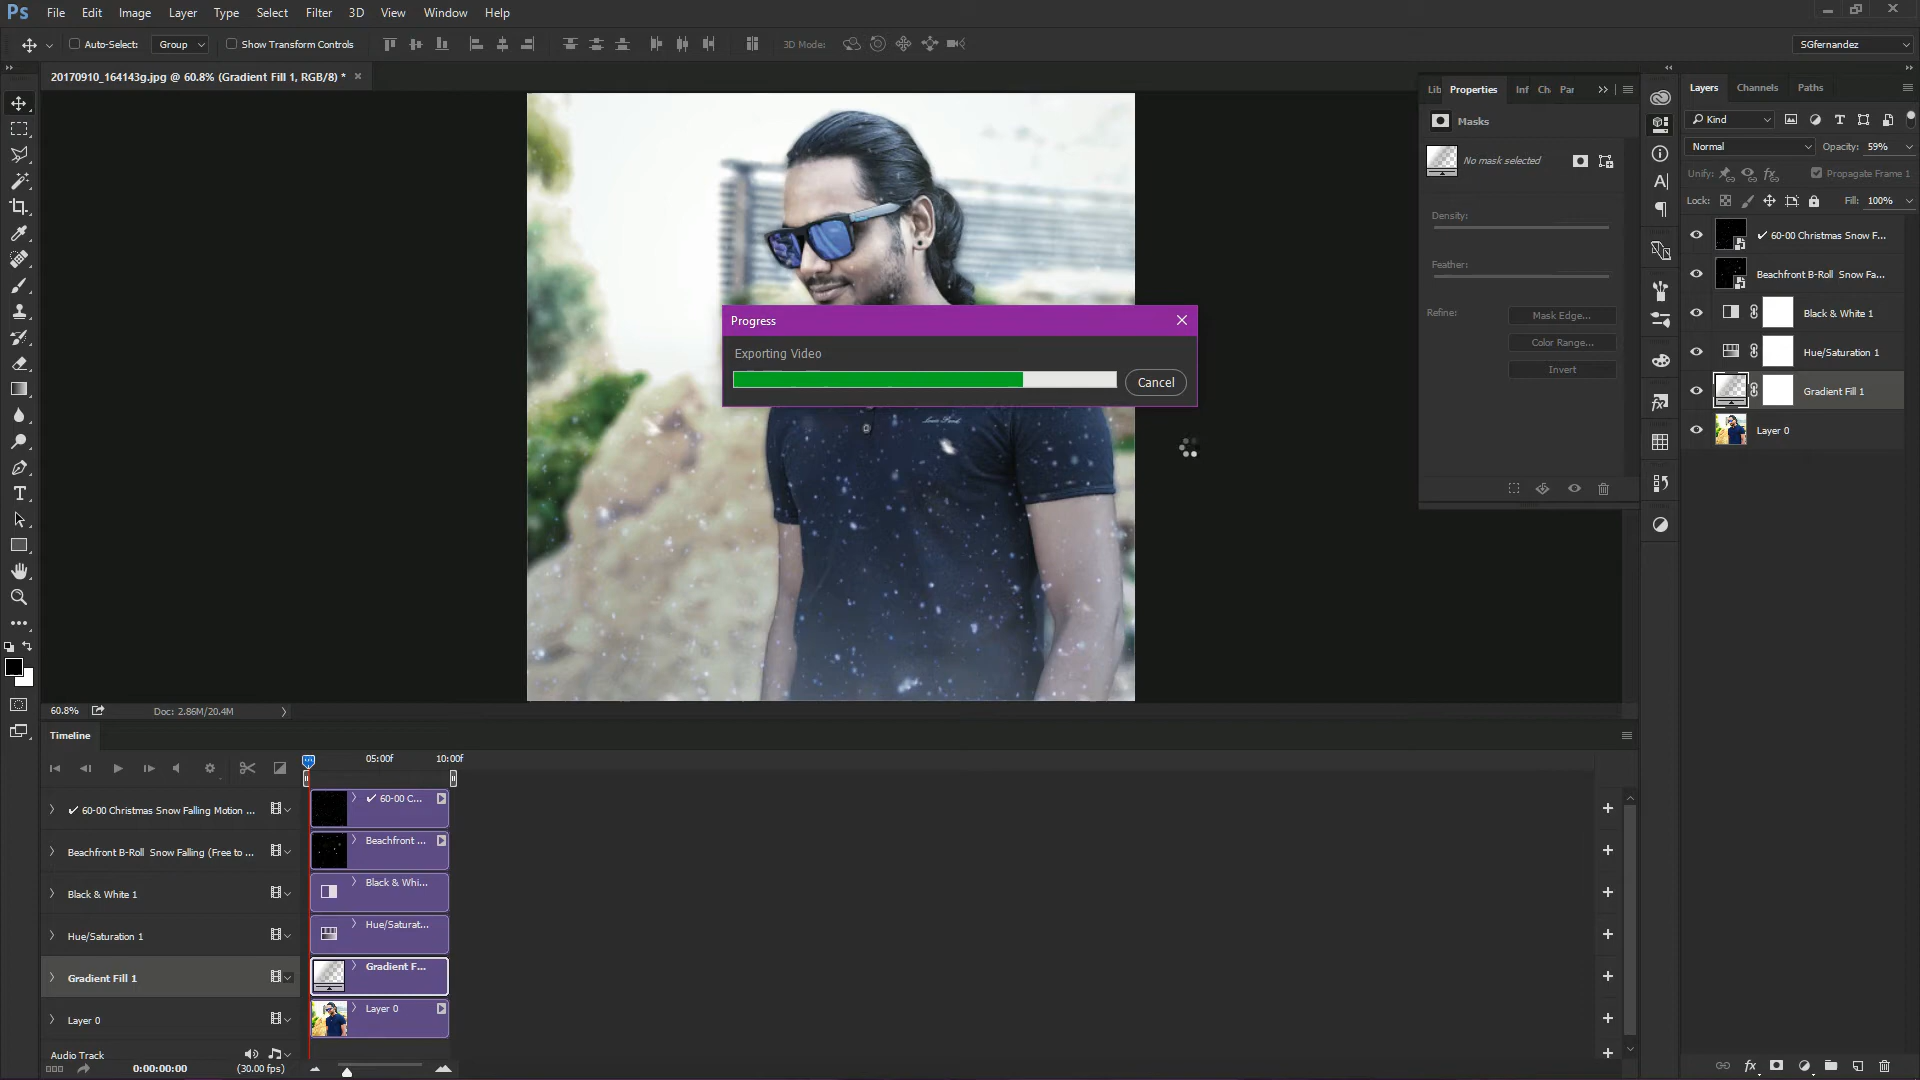 Ps File Edit Image Layer Type Select Filter 3D View Window Help
Auto-Select: Group Show Transform Controls 3D Mode: SGfernandez
20170910_164143g.jpg @ 60.8% (Gradient Fill 1, RGB/8) *
Lib Properties Inf Ch Par
Masks
No mask selected
Density:
Feather:
Refine: Mask Edge...
Color Range...
Invert
Layers Channels Paths
Kind
Normal Opacity: 59%
Unify: Propagate Frame 1
Lock: Fill: 100%
✓ 60-00 Christmas Snow F...
Beachfront B-Roll Snow Fa...
Black & White 1
Hue/Saturation 1
Gradient Fill 1
Layer 0
Progress
Exporting Video
Cancel
60.8% Doc: 2.86M/20.4M
Timeline
05:00f 10:00f
✓ 60-00 Christmas Snow Falling Motion ... ✓ 60-00 C...
Beachfront B-Roll Snow Falling (Free to ... Beachfront ...
Black & White 1 Black & Whi...
Hue/Saturation 1 Hue/Saturat...
Gradient Fill 1 Gradient F...
Layer 0 Layer 0
Audio Track
0:00:00:00 (30.00 fps)